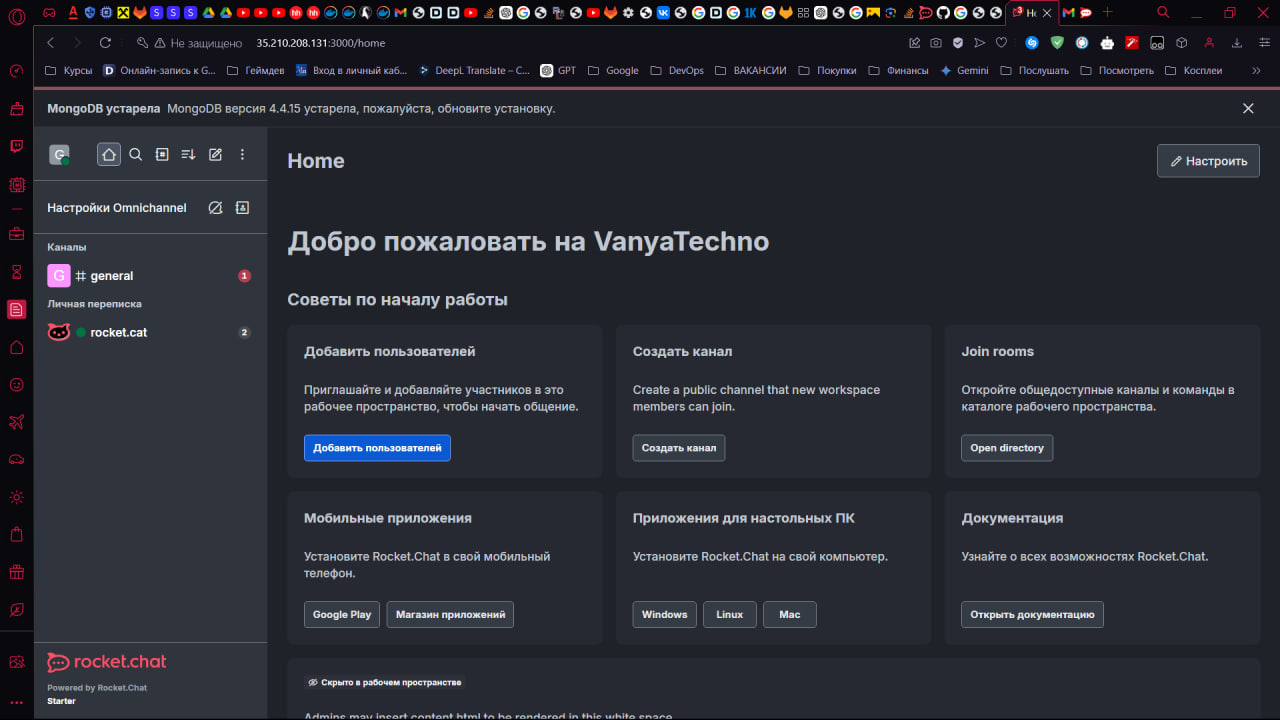 Не защищено
35.210.208.131:3000/home
Курсы
Онлайн-запись к G...
Геймдев
Вход в личный каб...
DeepL Translate – C...
GPT
Google
DevOps
ВАКАНСИИ
Покупки
Финансы
Gemini
Послушать
Посмотреть
Косплеи
MongoDB устарела MongoDB версия 4.4.15 устарела, пожалуйста, обновите установку.
G
Home
Настроить
Настройки Omnichannel
Каналы
G general 1
Личная переписка
rocket.cat 2
Добро пожаловать на VanyaTechno
Советы по началу работы
Добавить пользователей
Приглашайте и добавляйте участников в это
рабочее пространство, чтобы начать общение.
Добавить пользователей
Создать канал
Create a public channel that new workspace
members can join.
Создать канал
Join rooms
Откройте общедоступные каналы и команды в
каталоге рабочего пространства.
Open directory
Мобильные приложения
Установите Rocket.Chat в свой мобильный
телефон.
Google Play
Магазин приложений
Приложения для настольных ПК
Установите Rocket.Chat на свой компьютер.
Windows
Linux
Mac
Документация
Узнайте о всех возможностях Rocket.Chat.
Открыть документацию
Скрыто в рабочем пространстве
Admins may insert content html to be rendered in this white space.
rocket.chat
Powered by Rocket.Chat
Starter